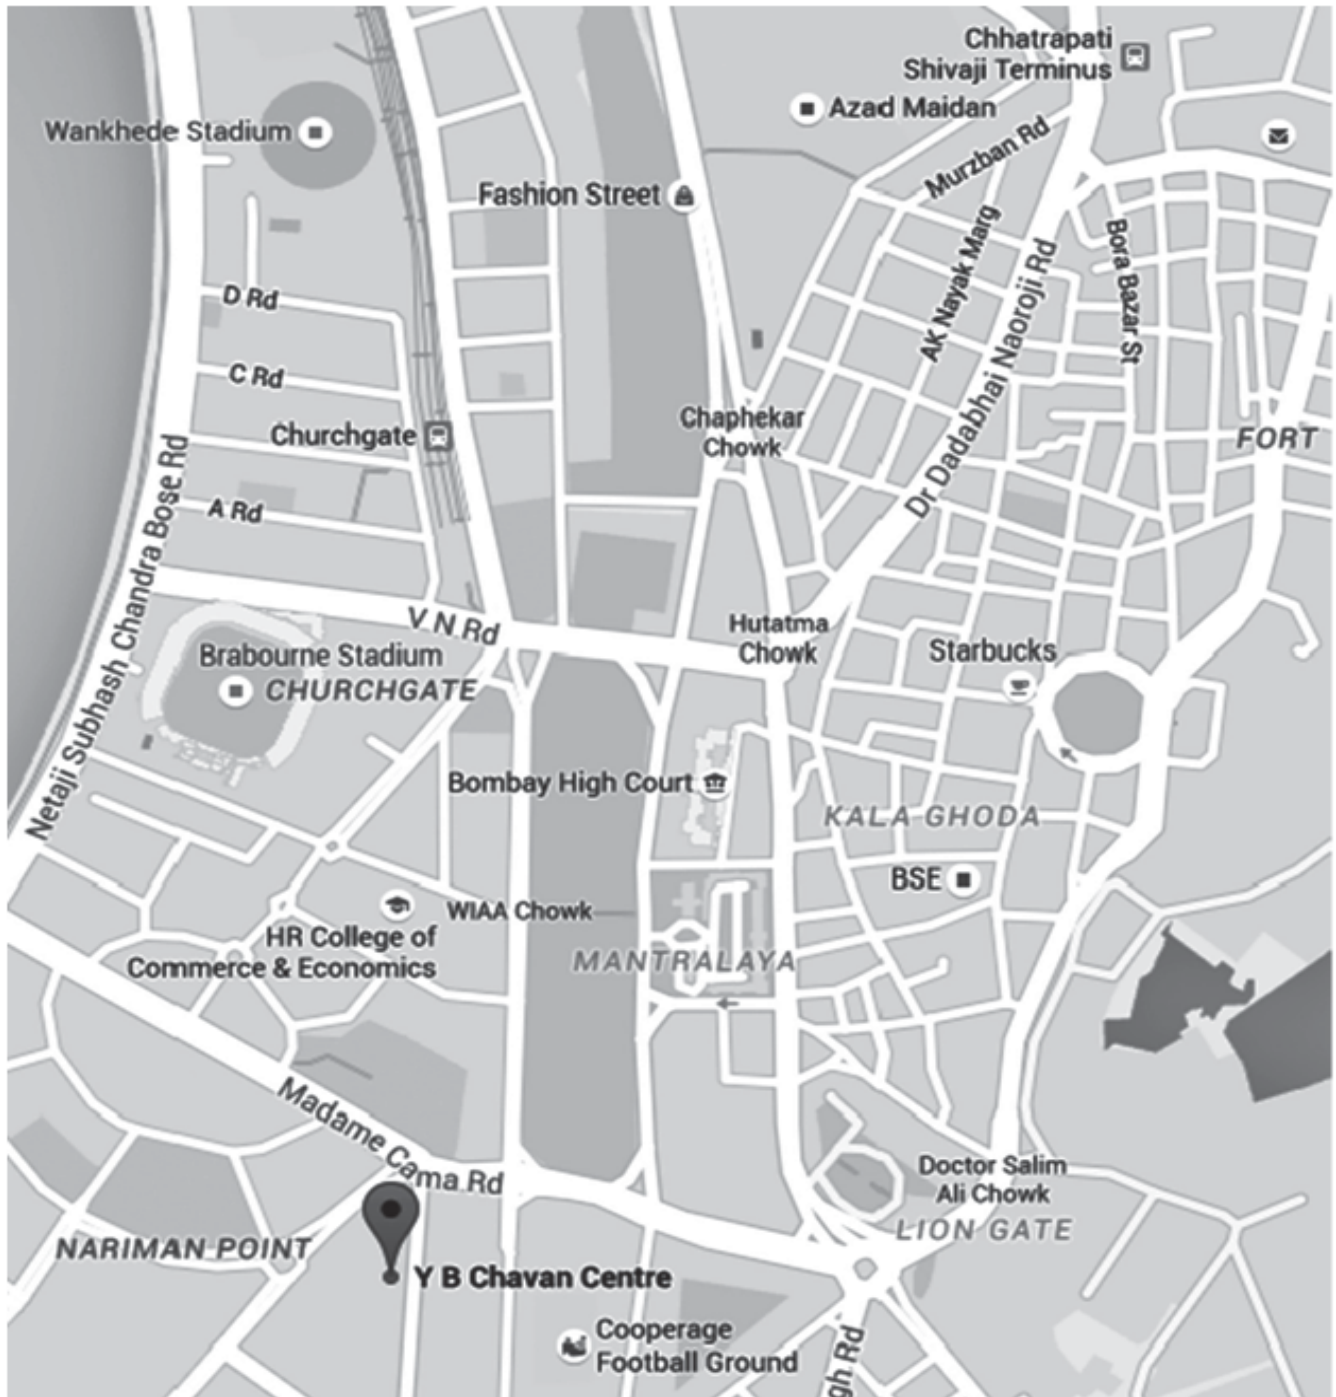 Chhatrapati
Shivaji Terminus
Azad Maidan
Wankhede Stadium
Murzban Rd
Fashion Street
AK Nayak Marg
Bora Bazar St
Dr Dadabhai Naoroji Rd
D Rd
C Rd
Churchgate
Chaphekar
Chowk
FORT
A Rd
Netaji Subhash Chandra Bose Rd
V N Rd
Hutatma
Chowk
Starbucks
Brabourne Stadium
CHURCHGATE
Bombay High Court
KALA GHODA
BSE
WIAA Chowk
HR College of
Commerce & Economics
MANTRALAYA
Madame Cama Rd
Doctor Salim
Ali Chowk
LION GATE
NARIMAN POINT
Y B Chavan Centre
Cooperage
Football Ground
gh Rd